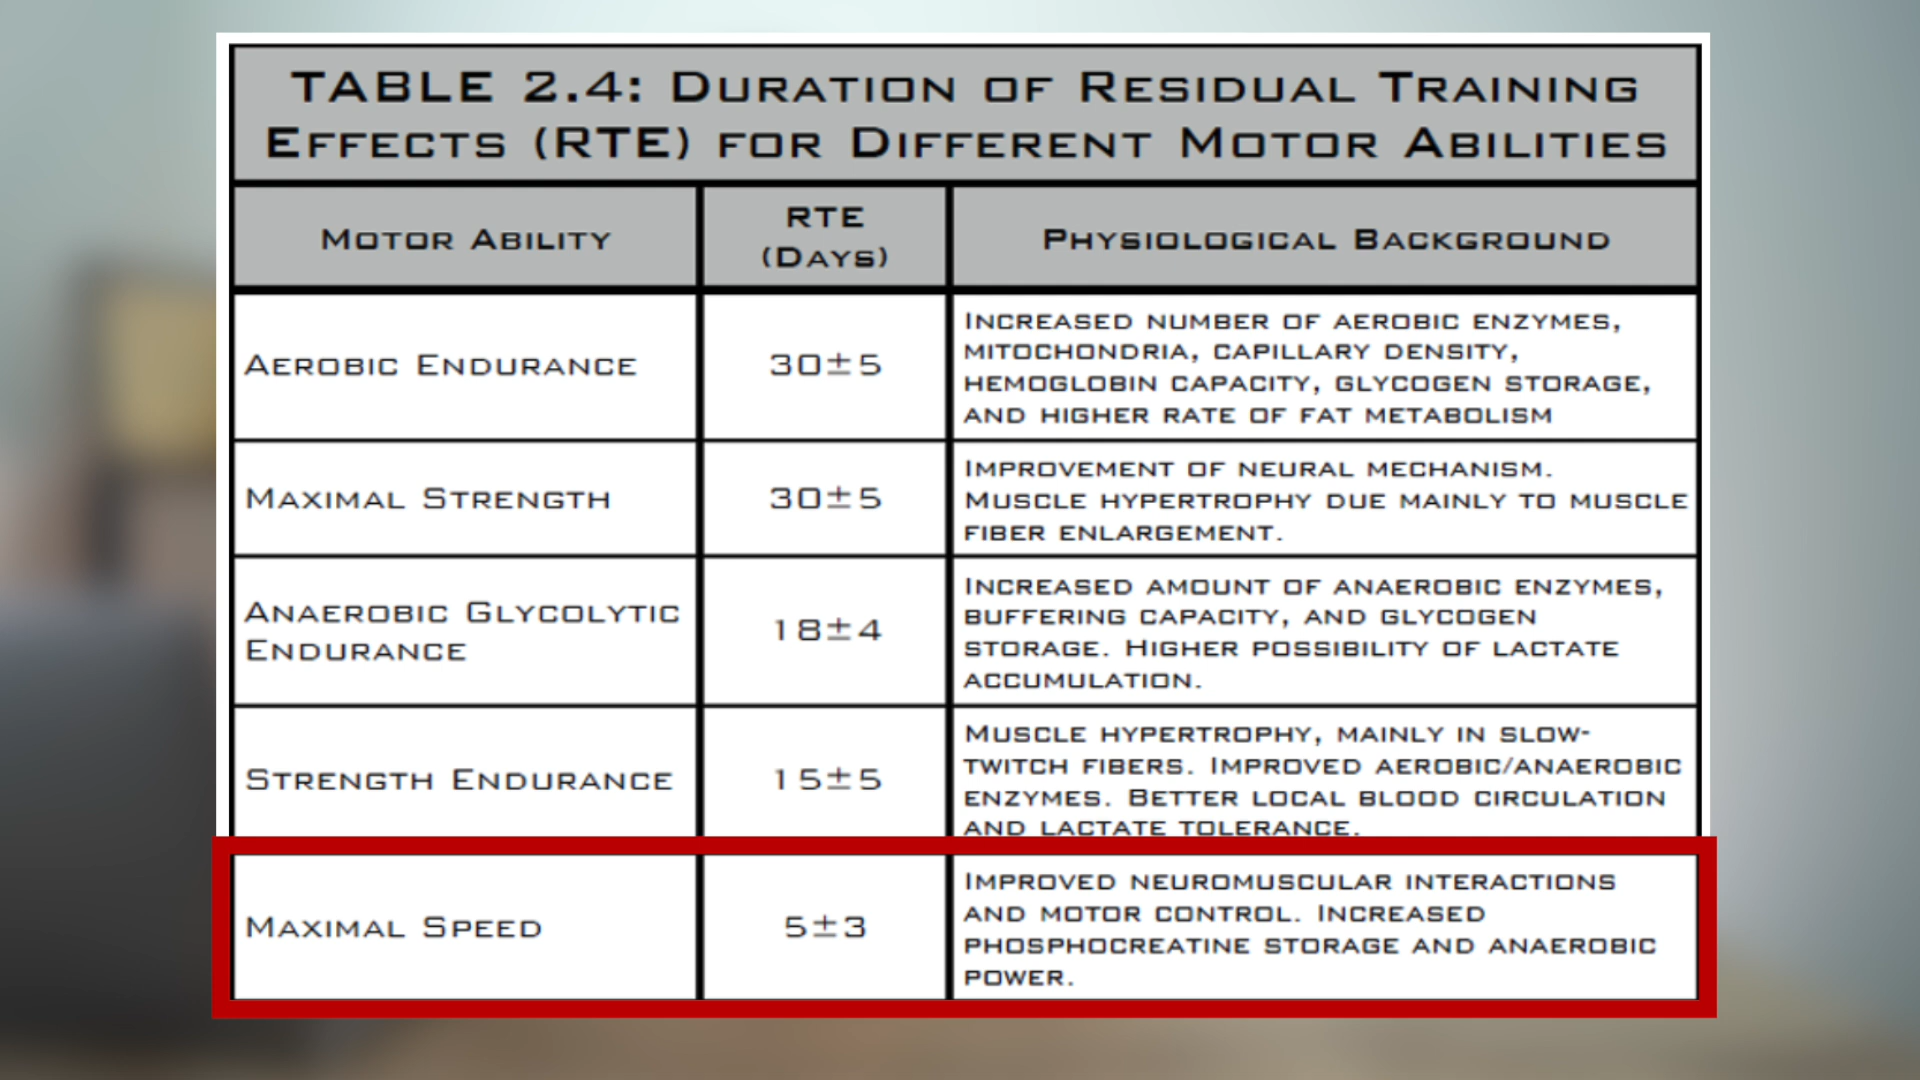 TABLE 2.4: DURATION OF RESIDUAL TRAINING
EFFECTS (RTE) FOR DIFFERENT MOTOR ABILITIES
MOTOR ABILITY
RTE
(DAYS)
PHYSIOLOGICAL BACKGROUND
AEROBIC ENDURANCE
30±5
INCREASED NUMBER OF AEROBIC ENZYMES,
MITOCHONDRIA, CAPILLARY DENSITY,
HEMOGLOBIN CAPACITY, GLYCOGEN STORAGE,
AND HIGHER RATE OF FAT METABOLISM
MAXIMAL STRENGTH
30±5
IMPROVEMENT OF NEURAL MECHANISM.
MUSCLE HYPERTROPHY DUE MAINLY TO MUSCLE
FIBER ENLARGEMENT.
ANAEROBIC GLYCOLYTIC
ENDURANCE
18±4
INCREASED AMOUNT OF ANAEROBIC ENZYMES,
BUFFERING CAPACITY, AND GLYCOGEN
STORAGE. HIGHER POSSIBILITY OF LACTATE
ACCUMULATION.
STRENGTH ENDURANCE
15±5
MUSCLE HYPERTROPHY, MAINLY IN SLOW-
TWITCH FIBERS. IMPROVED AEROBIC/ANAEROBIC
ENZYMES. BETTER LOCAL BLOOD CIRCULATION
AND LACTATE TOLERANCE.
MAXIMAL SPEED
5±3
IMPROVED NEUROMUSCULAR INTERACTIONS
AND MOTOR CONTROL. INCREASED
PHOSPHOCREATINE STORAGE AND ANAEROBIC
POWER.